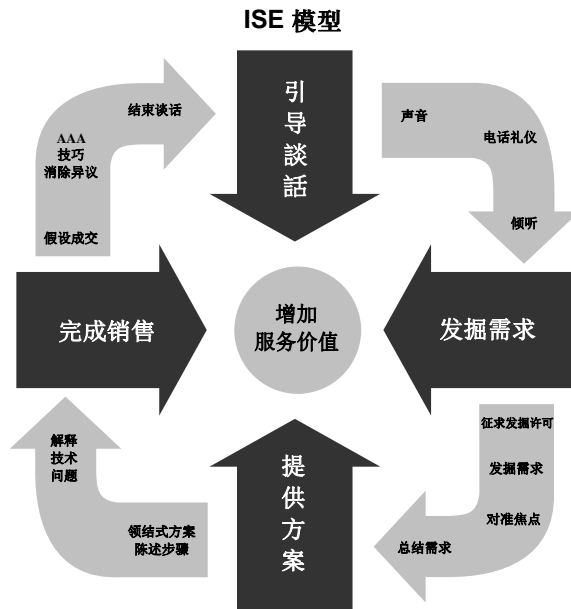 ISE 模型
引
导
談
話
声音
电话礼仪
倾听
发掘需求
征求发掘许可
发掘需求
对准焦点
总结需求
提
供
方
案
领结式方案
陈述步骤
解释
技术
问题
完成销售
假设成交
AAA
技巧
消除异议
结束谈话
增加
服务价值